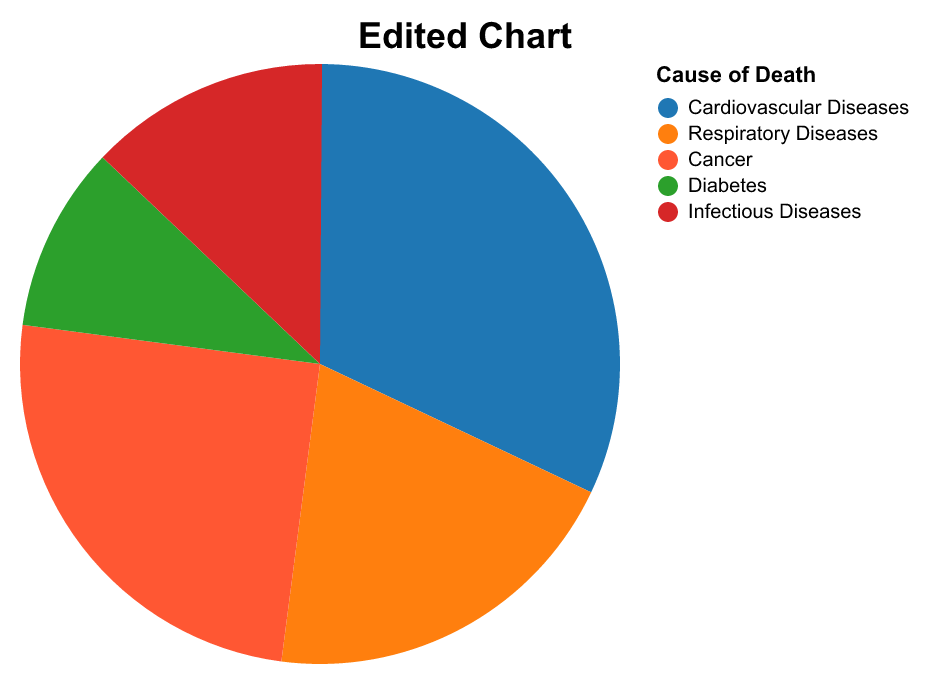 Edited Chart
Cause of Death
Cardiovascular Diseases
Respiratory Diseases
Cancer
Diabetes
Infectious Diseases